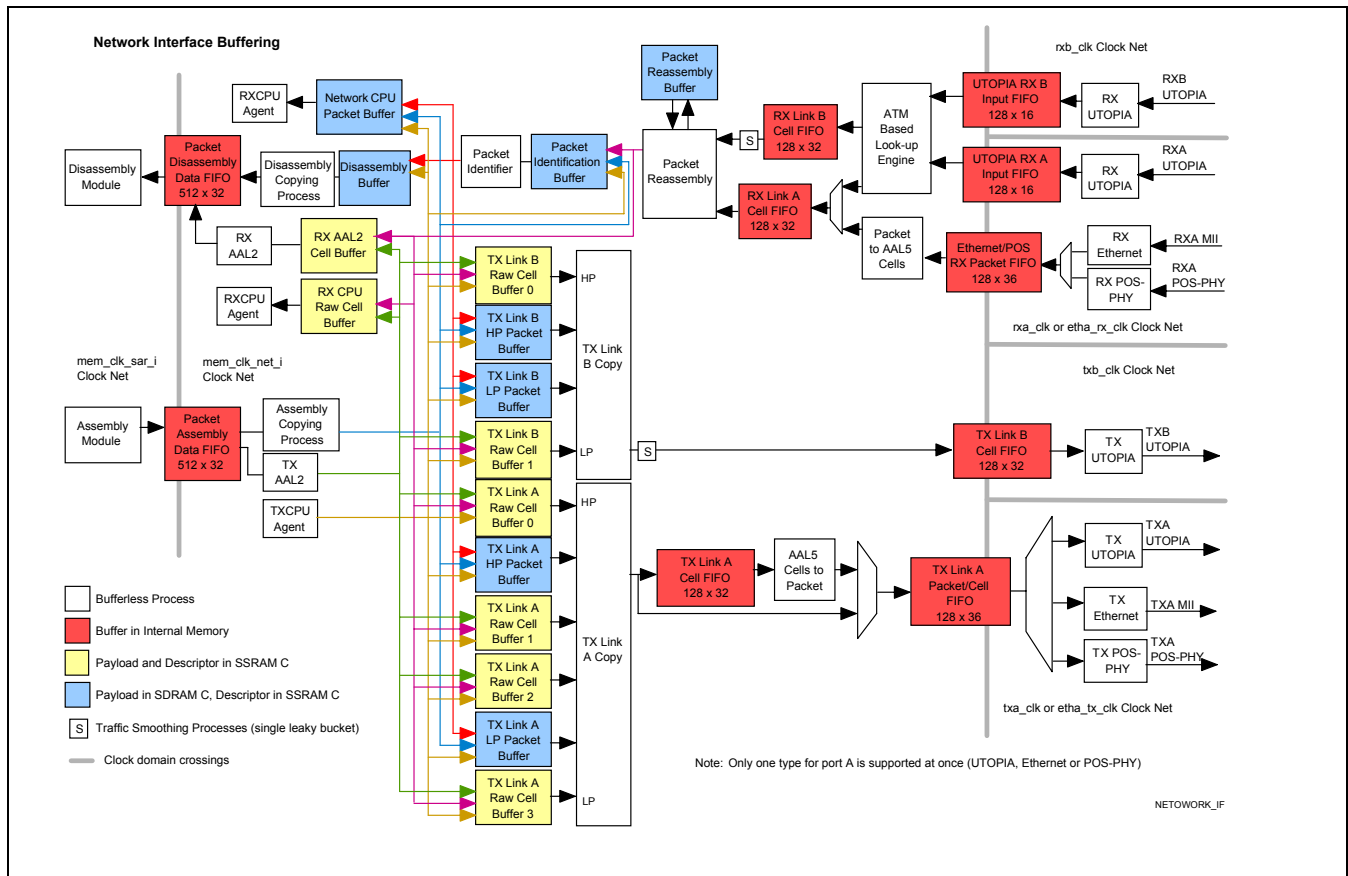 Network Interface Buffering
rxb_clk Clock Net
Packet
Reassembly
Buffer
RXCPU
Agent
Network CPU
Packet Buffer
RX Link B
Cell FIFO
128 x 32
S
ATM
Based
Look-up
Engine
UTOPIA RX B
Input FIFO
128 x 16
RX
UTOPIA
RXB
UTOPIA
Disassembly
Module
Packet
Disassembly
Data FIFO
512 x 32
Disassembly
Copying
Process
Disassembly
Buffer
Packet
Identifier
Packet
Identification
Buffer
Packet
Reassembly
RX Link A
Cell FIFO
128 x 32
UTOPIA RX A
Input FIFO
128 x 16
RX
UTOPIA
RXA
UTOPIA
RX
AAL2
RX AAL2
Cell Buffer
Packet
to AAL5
Cells
Ethernet/POS
RX Packet FIFO
128 x 36
RX
Ethernet
RX POS-
PHY
RXA MII
RXA
POS-PHY
RXCPU
Agent
RX CPU
Raw Cell
Buffer
rxa_clk or etha_rx_clk Clock Net
mem_clk_sar_i
Clock Net
mem_clk_net_i
Clock Net
TX Link B
Raw Cell
Buffer 0
HP
TX Link B
HP Packet
Buffer
TX Link
B Copy
TX Link B
LP Packet
Buffer
TX Link B
Raw Cell
Buffer 1
LP
S
txb_clk Clock Net
TX Link B
Cell FIFO
128 x 32
TX
UTOPIA
TXB
UTOPIA
Assembly
Module
Packet
Assembly
Data FIFO
512 x 32
Assembly
Copying
Process
TX
AAL2
TXCPU
Agent
TX Link A
Raw Cell
Buffer 0
HP
TX Link A
HP Packet
Buffer
TX Link A
Raw Cell
Buffer 1
TX Link
A Copy
TX Link A
Raw Cell
Buffer 2
TX Link A
LP Packet
Buffer
TX Link A
Raw Cell
Buffer 3
LP
TX Link A
Cell FIFO
128 x 32
AAL5
Cells to
Packet
TX Link A
Packet/Cell
FIFO
128 x 36
TX
UTOPIA
TXA
UTOPIA
TX
Ethernet
TXA MII
TX POS-
PHY
TXA
POS-PHY
txa_clk or etha_tx_clk Clock Net
Bufferless Process
Buffer in Internal Memory
Payload and Descriptor in SSRAM C
Payload in SDRAM C, Descriptor in SSRAM C
S Traffic Smoothing Processes (single leaky bucket)
Clock domain crossings
Note: Only one type for port A is supported at once (UTOPIA, Ethernet or POS-PHY)
NETOWORK_IF